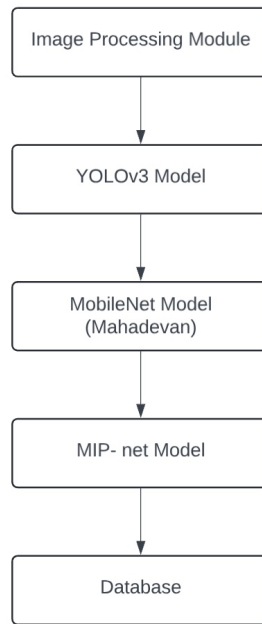 Image Processing Module
YOLOv3 Model
MobileNet Model
(Mahadevan)
MIP- net Model
Database